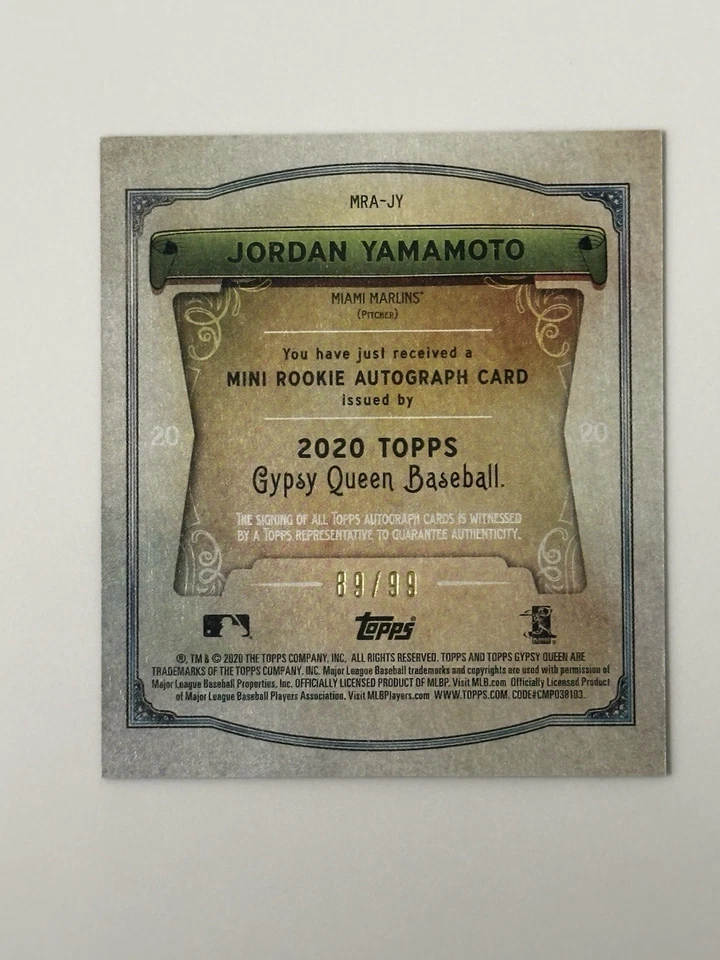 MRA-JY
JORDAN YAMAMOTO
MIAMI MARLINS™
(PITCHER)
You have just received a
MINI ROOKIE AUTOGRAPH CARD
issued by
20 20
2020 TOPPS
Gypsy Queen Baseball.
THE SIGNING OF ALL TOPPS AUTOGRAPH CARDS IS WITNESSED
BY A TOPPS REPRESENTATIVE TO GUARANTEE AUTHENTICITY.
89/99
topps®
®, TM & © 2020 THE TOPPS COMPANY, INC. ALL RIGHTS RESERVED. TOPPS AND TOPPS GYPSY QUEEN ARE
TRADEMARKS OF THE TOPPS COMPANY, INC. Major League Baseball trademarks and copyrights are used with permission of
Major League Baseball Properties, Inc. OFFICIALLY LICENSED PRODUCT OF MLBP. Visit MLB.com Officially Licensed Product
of Major League Baseball Players Association. Visit MLBPlayers.com WWW.TOPPS.COM. CODE#CMP038103.